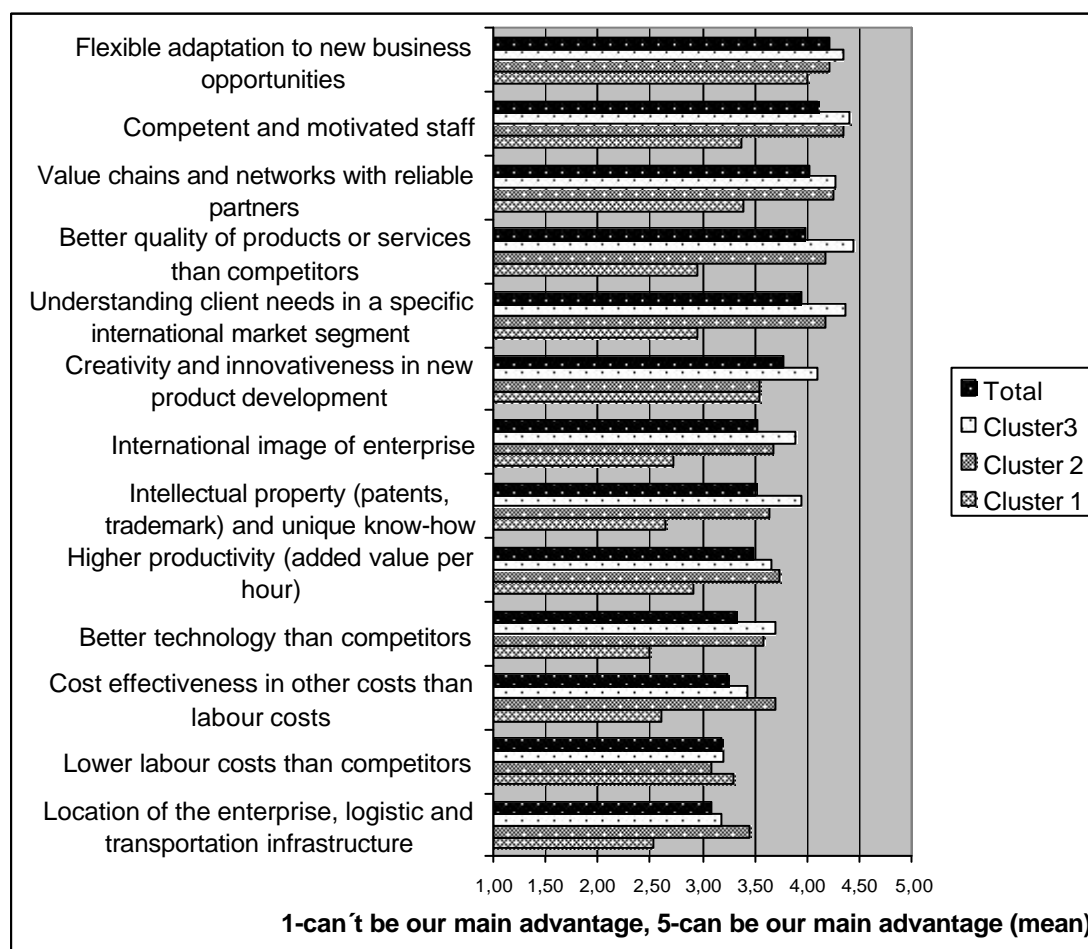 Flexible adaptation to new business
opportunities
Competent and motivated staff
Value chains and networks with reliable
partners
Better quality of products or services
than competitors
Understanding client needs in a specific
international market segment
Creativity and innovativeness in new
product development
International image of enterprise
Intellectual property (patents,
trademark) and unique know-how
Higher productivity (added value per
hour)
Better technology than competitors
Cost effectiveness in other costs than
labour costs
Lower labour costs than competitors
Location of the enterprise, logistic and
transportation infrastructure
Total
Cluster3
Cluster 2
Cluster 1
1,00 1,50 2,00 2,50 3,00 3,50 4,00 4,50 5,00
1-can´t be our main advantage, 5-can be our main advantage (mean)